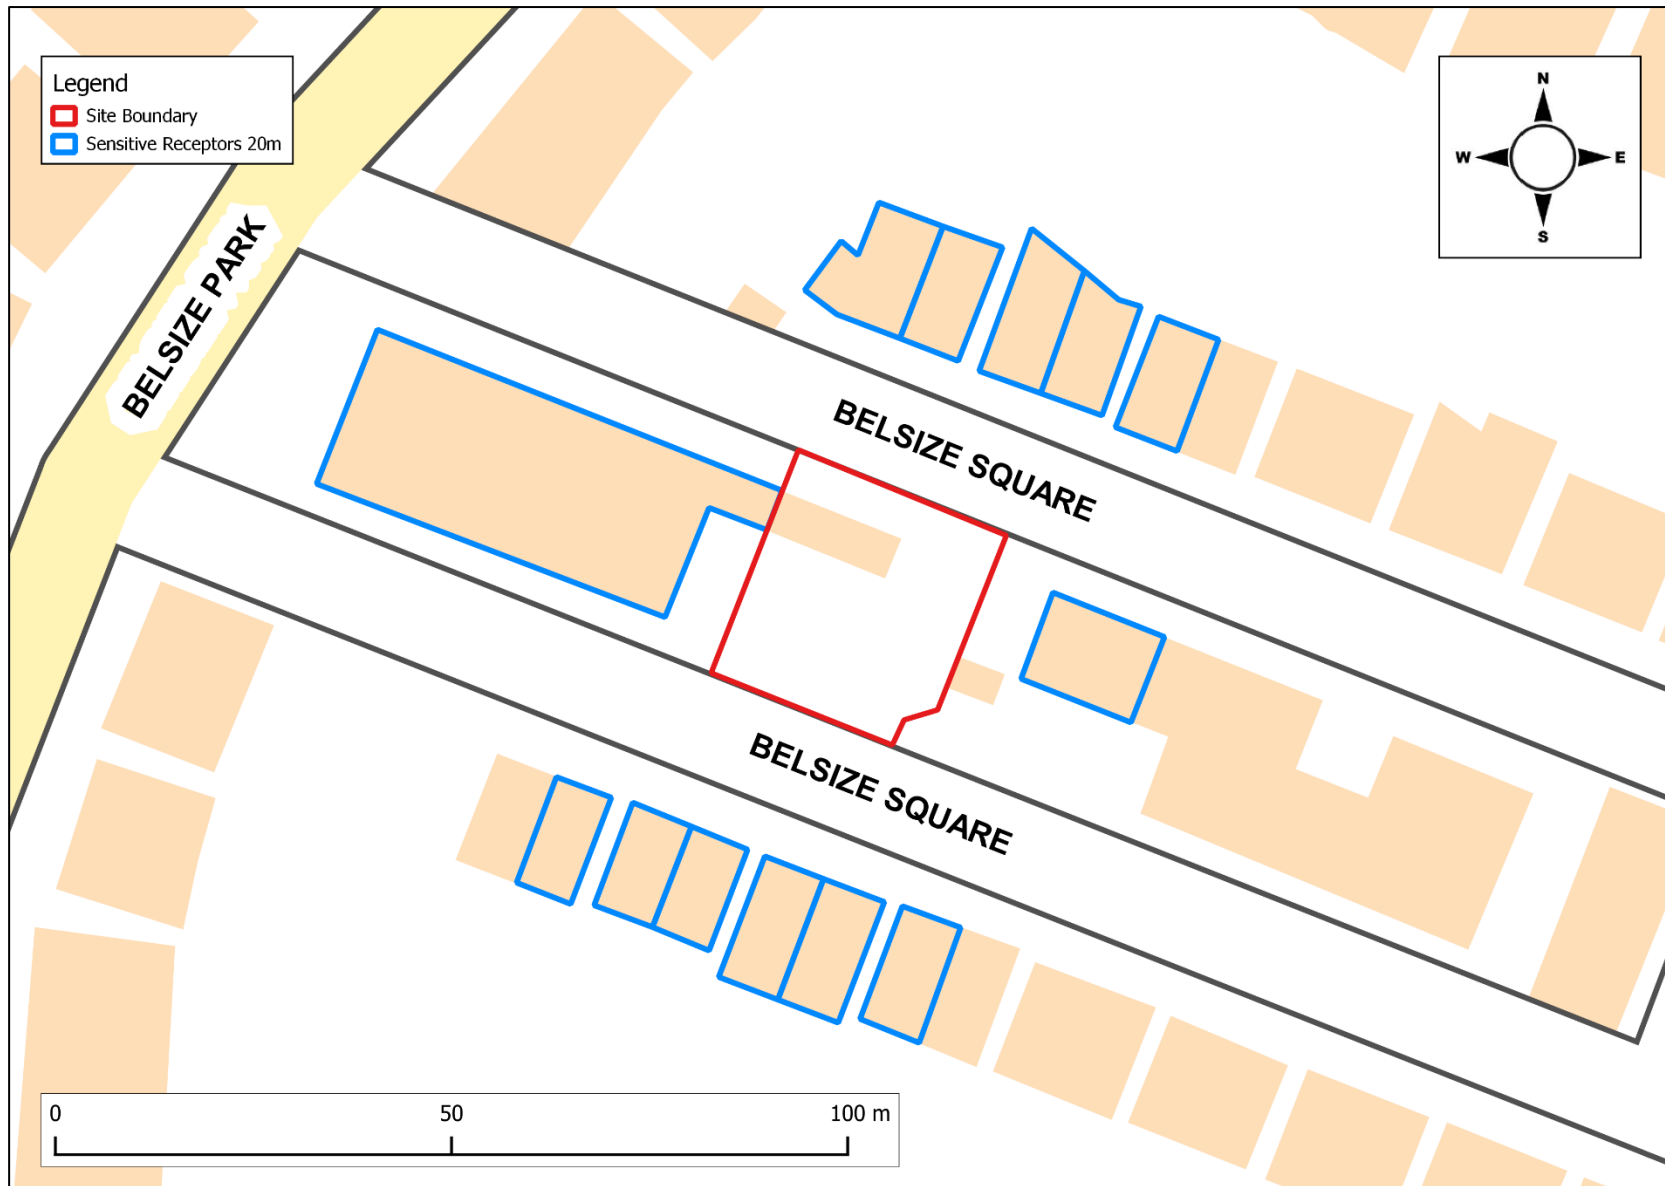 Legend
Site Boundary
Sensitive Receptors 20m
N
W E
S
BELSIZE PARK
BELSIZE SQUARE
BELSIZE SQUARE
0 50 100 m